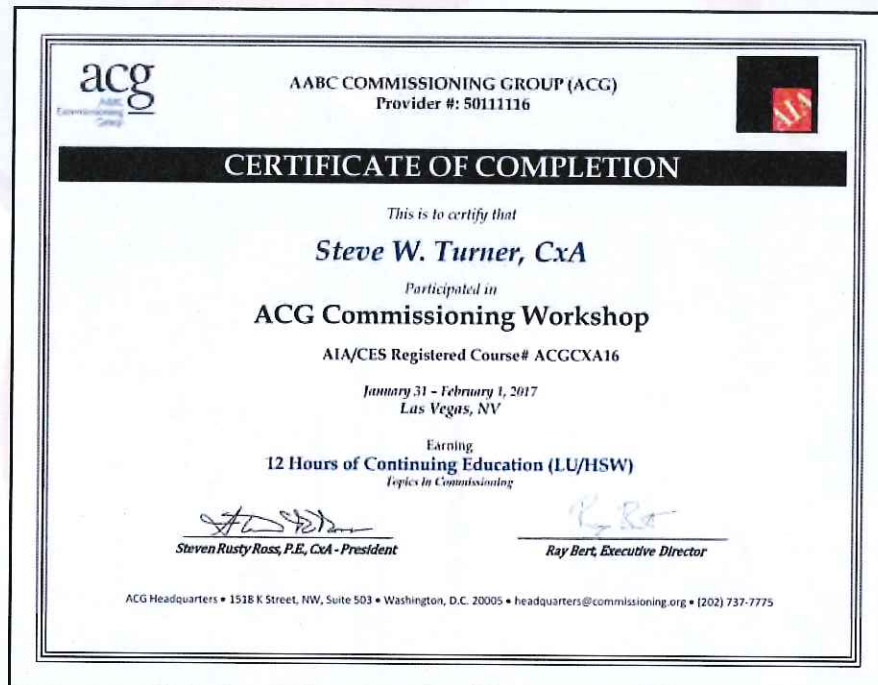 acg
AABC
Commissioning
Group
AABC COMMISSIONING GROUP (ACG)
Provider #: 50111116
AIA
CERTIFICATE OF COMPLETION
This is to certify that
Steve W. Turner, CxA
Participated in
ACG Commissioning Workshop
AIA/CES Registered Course# ACGCXA16
January 31 – February 1, 2017
Las Vegas, NV
Earning
12 Hours of Continuing Education (LU/HSW)
Topics in Commissioning
Steven Rusty Ross, P.E., CxA - President
Ray Bert, Executive Director
ACG Headquarters • 1518 K Street, NW, Suite 503 • Washington, D.C. 20005 • headquarters@commissioning.org • (202) 737-7775